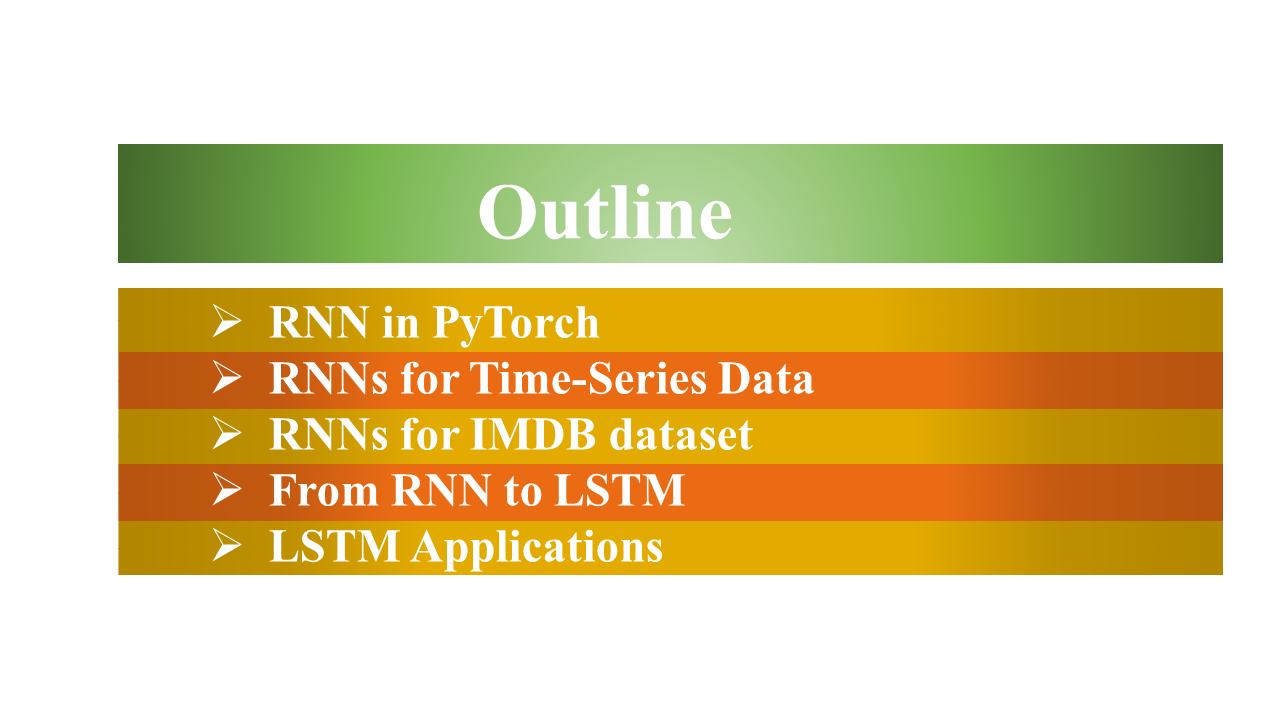 Outline
➢ RNN in PyTorch
➢ RNNs for Time-Series Data
➢ RNNs for IMDB dataset
➢ From RNN to LSTM
➢ LSTM Applications